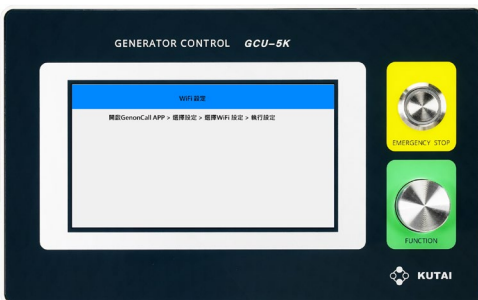 GENERATOR CONTROL GCU-5K
WiFi 設定
開啟GenonCall APP > 選擇設定 > 選擇WiFi 設定 > 執行設定
EMERGENCY STOP
FUNCTION
KUTAI